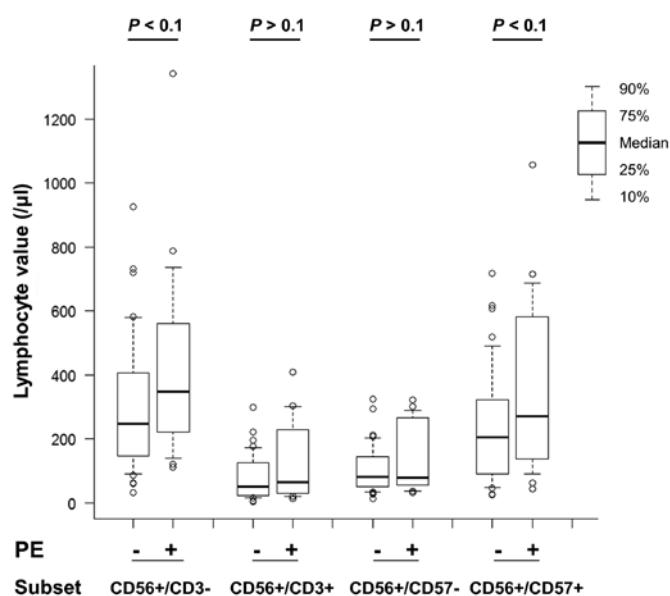 P < 0.1 P > 0.1 P > 0.1 P < 0.1
90%
75%
Median
25%
10%
Lymphocyte value (/µl)
1200
1000
800
600
400
200
0
PE - + - + - + - +
Subset CD56+/CD3- CD56+/CD3+ CD56+/CD57- CD56+/CD57+